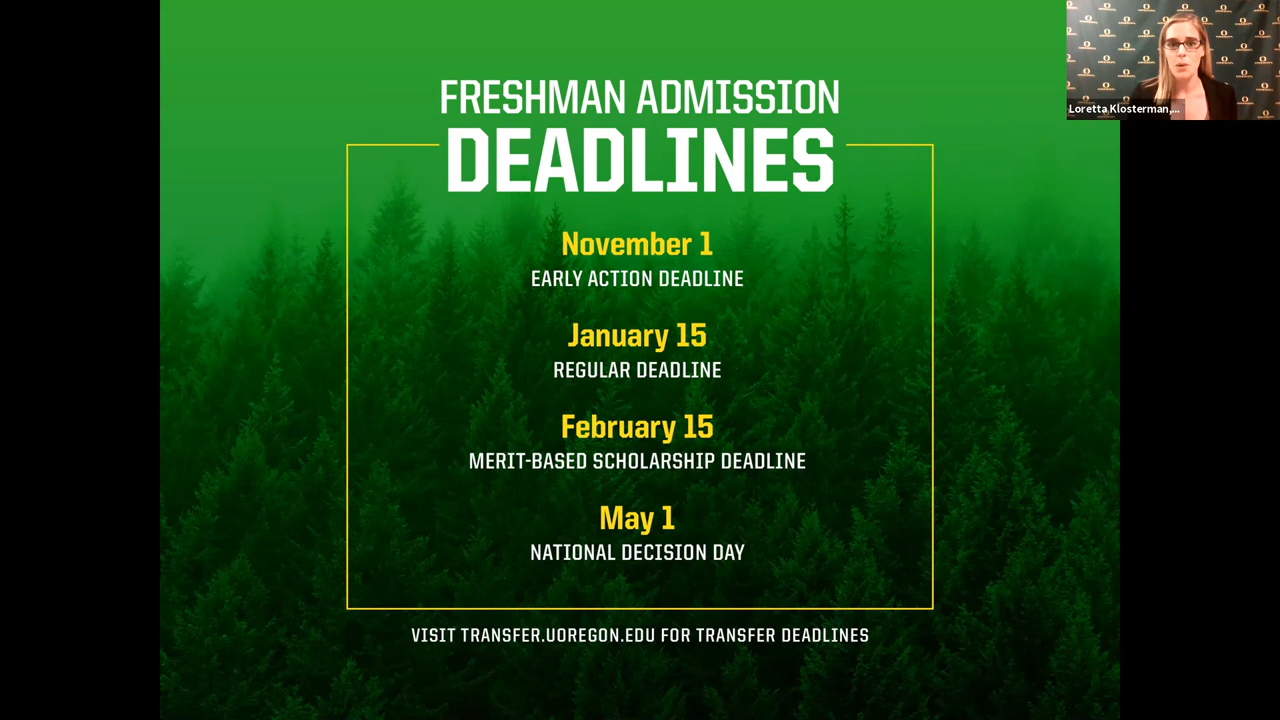 FRESHMAN ADMISSION
DEADLINES
November 1
EARLY ACTION DEADLINE
January 15
REGULAR DEADLINE
February 15
MERIT-BASED SCHOLARSHIP DEADLINE
May 1
NATIONAL DECISION DAY
VISIT TRANSFER.UOREGON.EDU FOR TRANSFER DEADLINES
Loretta Klosterman,...